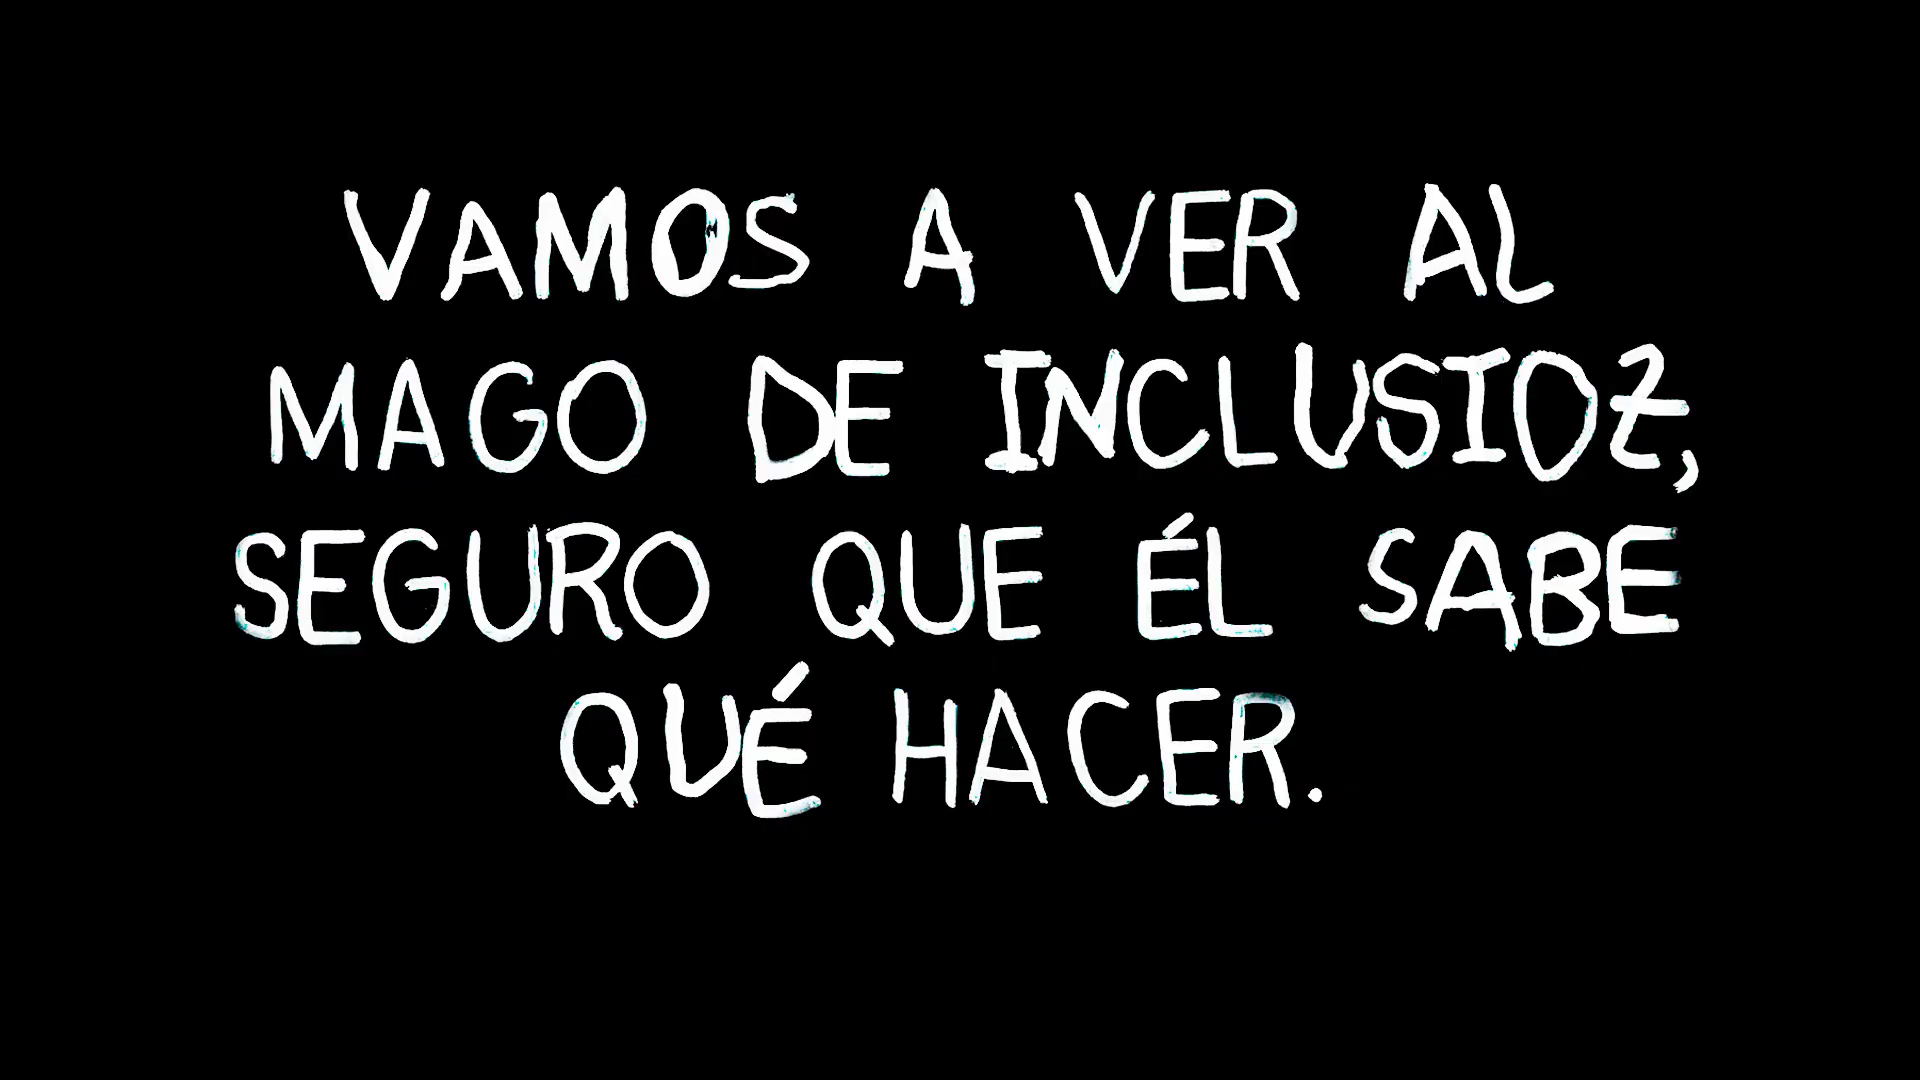 VAMOS A VER AL
MAGO DE INCLUSIOZ,
SEGURO QUE ÉL SABE
QUÉ HACER.